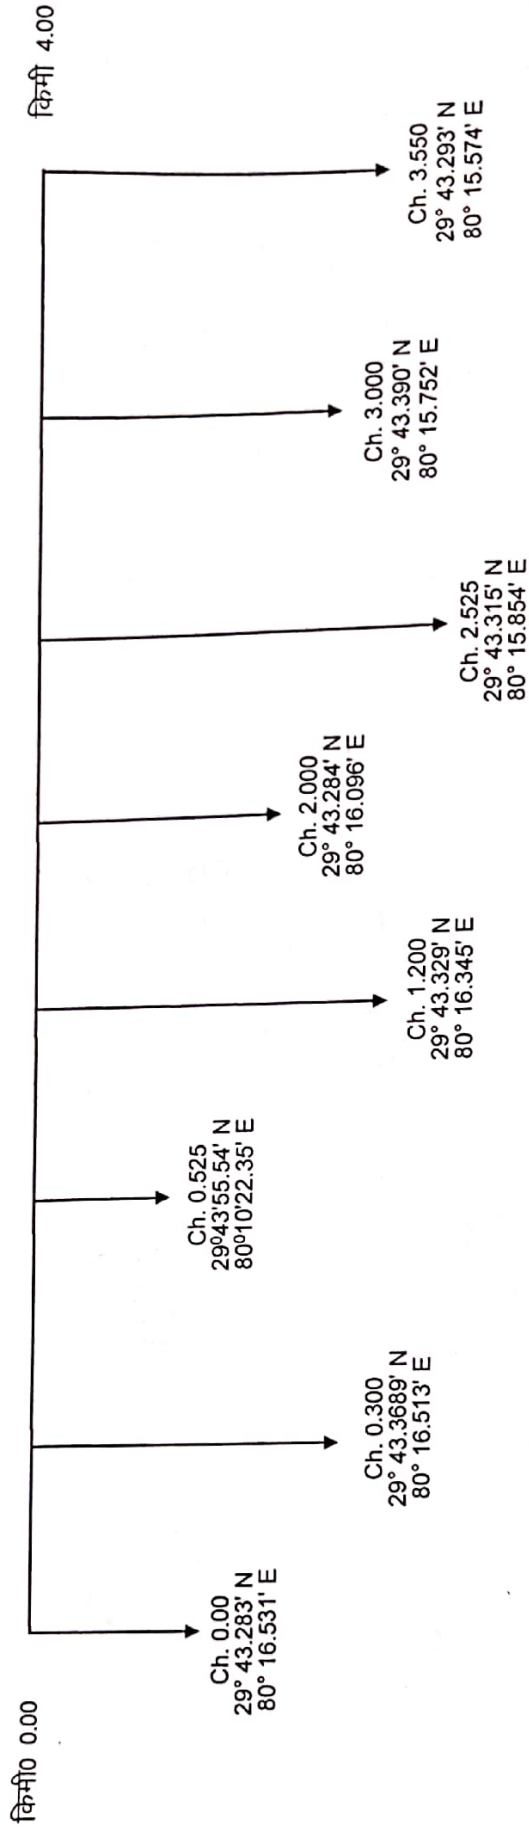 किमी0 0.00
किमी 4.00
Ch. 0.00
29° 43.283' N
80° 16.531' E
Ch. 0.300
29° 43.3689' N
80° 16.513' E
Ch. 0.525
29⁰43'55.54' N
80⁰10'22.35' E
Ch. 1.200
29° 43.329' N
80° 16.345' E
Ch. 2.000
29° 43.284' N
80° 16.096' E
Ch. 2.525
29° 43.315' N
80° 15.854' E
Ch. 3.000
29° 43.390' N
80° 15.752' E
Ch. 3.550
29° 43.293' N
80° 15.574' E